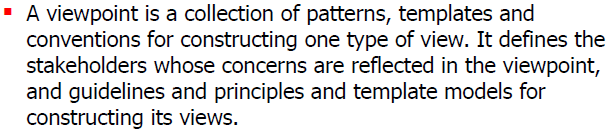 ▪ A viewpoint is a collection of patterns, templates and
conventions for constructing one type of view. It defines the
stakeholders whose concerns are reflected in the viewpoint,
and guidelines and principles and template models for
constructing its views.